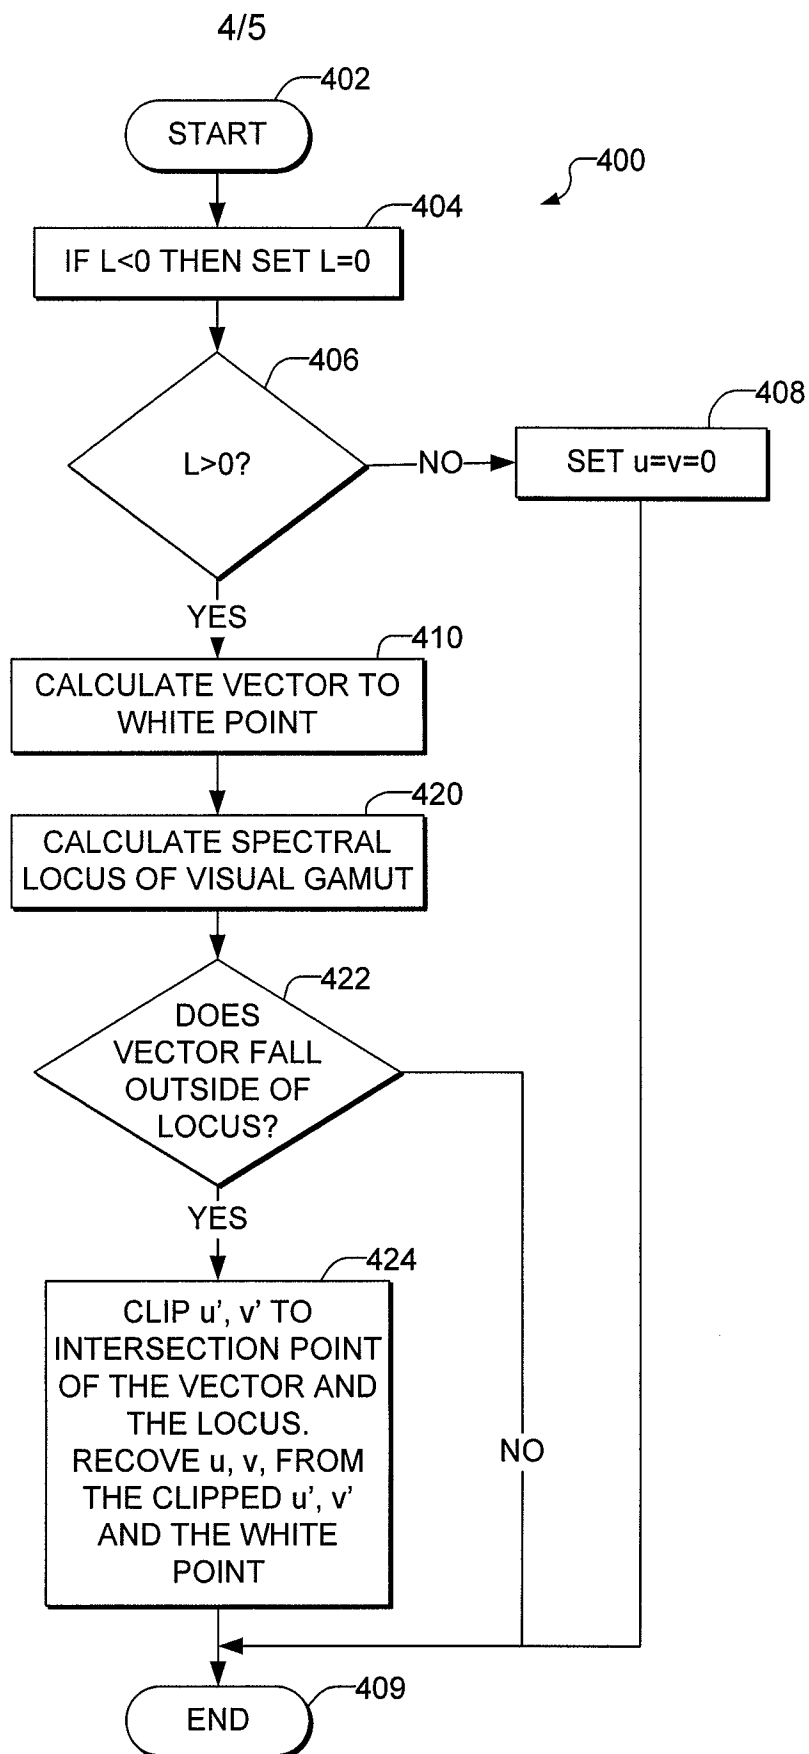 4/5
402
START
400
404
IF L<0 THEN SET L=0
406
L>0?
NO
408
SET u=v=0
YES
410
CALCULATE VECTOR TO
WHITE POINT
420
CALCULATE SPECTRAL
LOCUS OF VISUAL GAMUT
422
DOES
VECTOR FALL
OUTSIDE OF
LOCUS?
YES
NO
424
CLIP u’, v’ TO
INTERSECTION POINT
OF THE VECTOR AND
THE LOCUS.
RECOVE u, v, FROM
THE CLIPPED u’, v’
AND THE WHITE
POINT
409
END